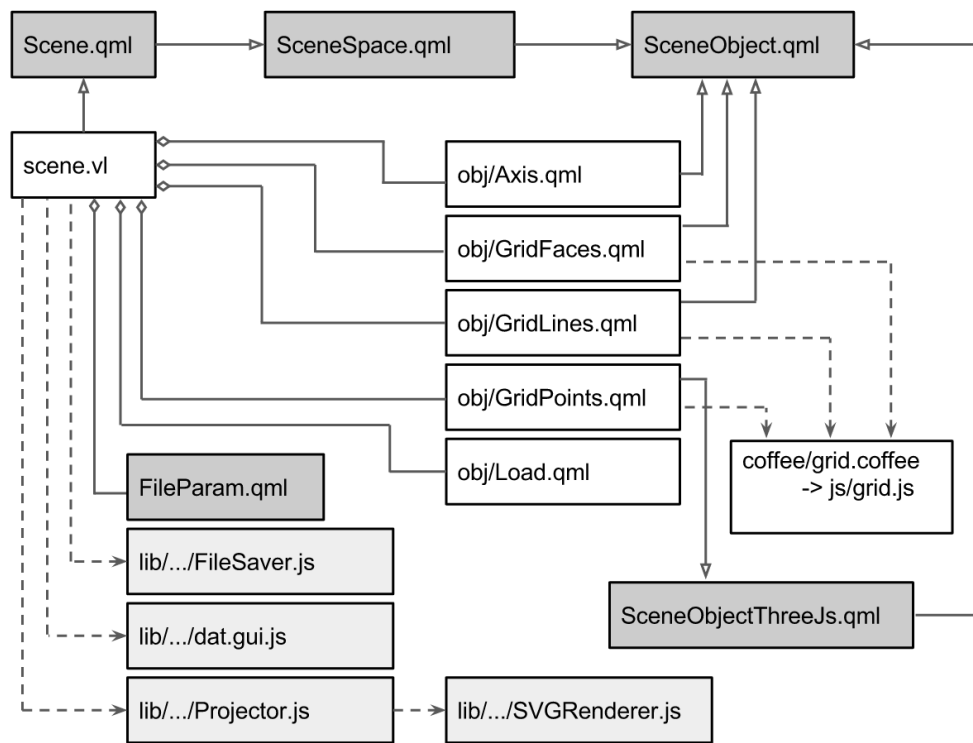 Scene.qml
SceneSpace.qml
SceneObject.qml
scene.vl
obj/Axis.qml
obj/GridFaces.qml
obj/GridLines.qml
obj/GridPoints.qml
obj/Load.qml
coffee/grid.coffee
-> js/grid.js
FileParam.qml
lib/.../FileSaver.js
SceneObjectThreeJs.qml
lib/.../dat.gui.js
lib/.../Projector.js
lib/.../SVGRenderer.js